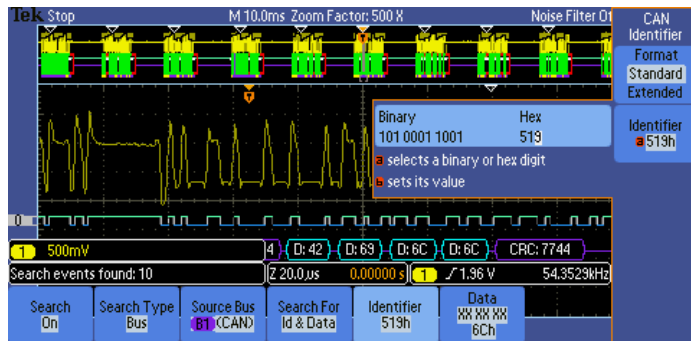 Tek Stop M 10.0ms Zoom Factor: 500 X Noise Filter Of
CAN
Identifier
Format
Standard
Extended
Identifier
a 519h
Binary Hex
101 0001 1001 519
a selects a binary or hex digit
b sets its value
1 500mV
4 D: 42 D: 69 D: 6C D: 6C CRC: 7744
Search events found: 10 Z 20.0µs 0.00000 s 1 1.96 V 54.3529kHz
Search
On
Search Type
Bus
Source Bus
B1 (CAN)
Search For
Id & Data
Identifier
519h
Data
XX XX XX
6Ch